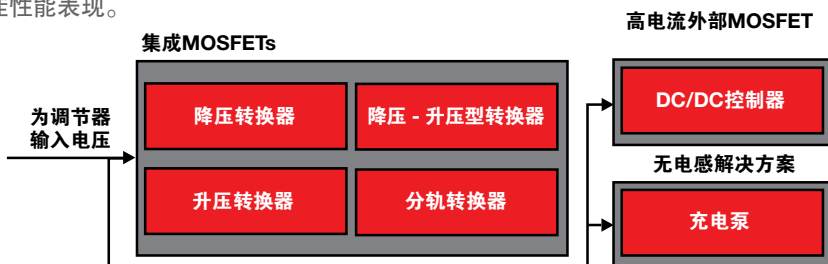 性能表现。
高电流外部MOSFET
集成MOSFETs
为调节器
输入电压
降压转换器
降压 - 升压型转换器
升压转换器
分轨转换器
DC/DC控制器
无电感解决方案
充电泵